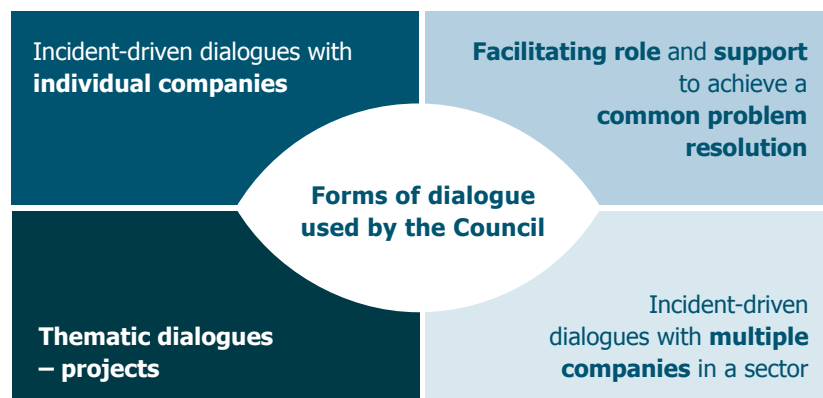 Incident-driven dialogues with
individual companies
Facilitating role and support
to achieve a
common problem
resolution
Forms of dialogue
used by the Council
Thematic dialogues
– projects
Incident-driven
dialogues with multiple
companies in a sector